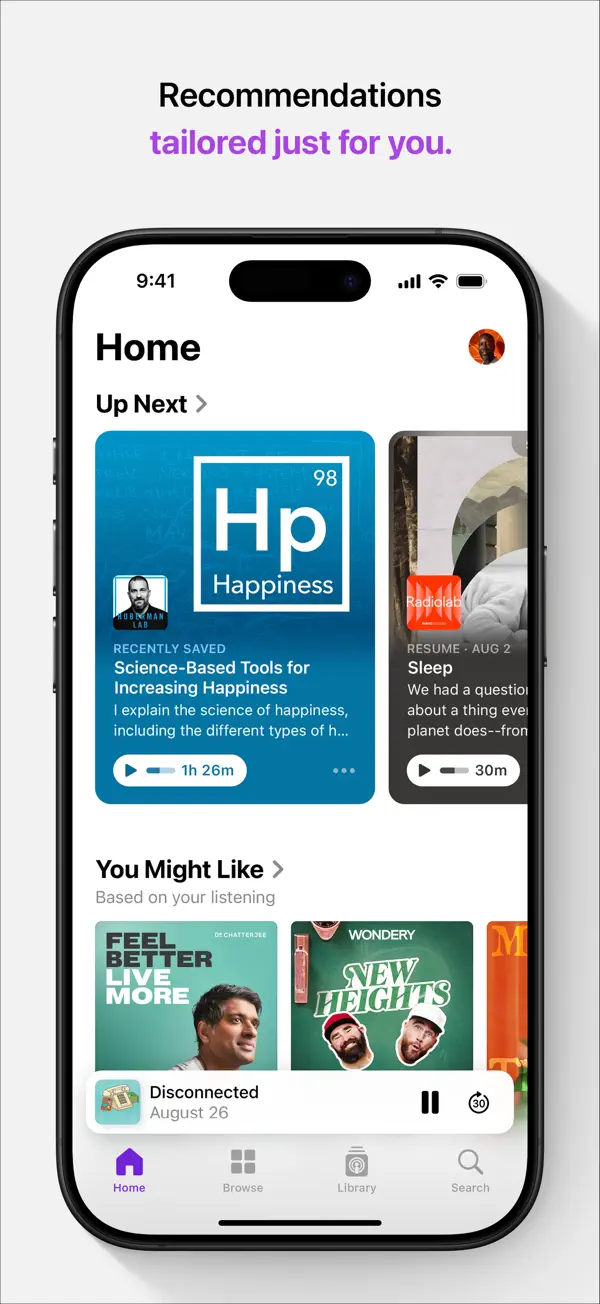 Recommendations
tailored just for you.
9:41
Home
Up Next
98
Hp
Happiness
HUBERMAN
LAB
RECENTLY SAVED
Science-Based Tools for
Increasing Happiness
I explain the science of happiness,
including the different types of h...
1h 26m
Radiolab
RESUME · AUG 2
Sleep
We had a question
about a thing eve
planet does--from
30m
You Might Like
Based on your listening
FEEL
BETTER
LIVE
MORE
DR CHATTERJEE
WONDERY
NEW
HEIGHTS
M
Disconnected
August 26
30
Home
Browse
Library
Search